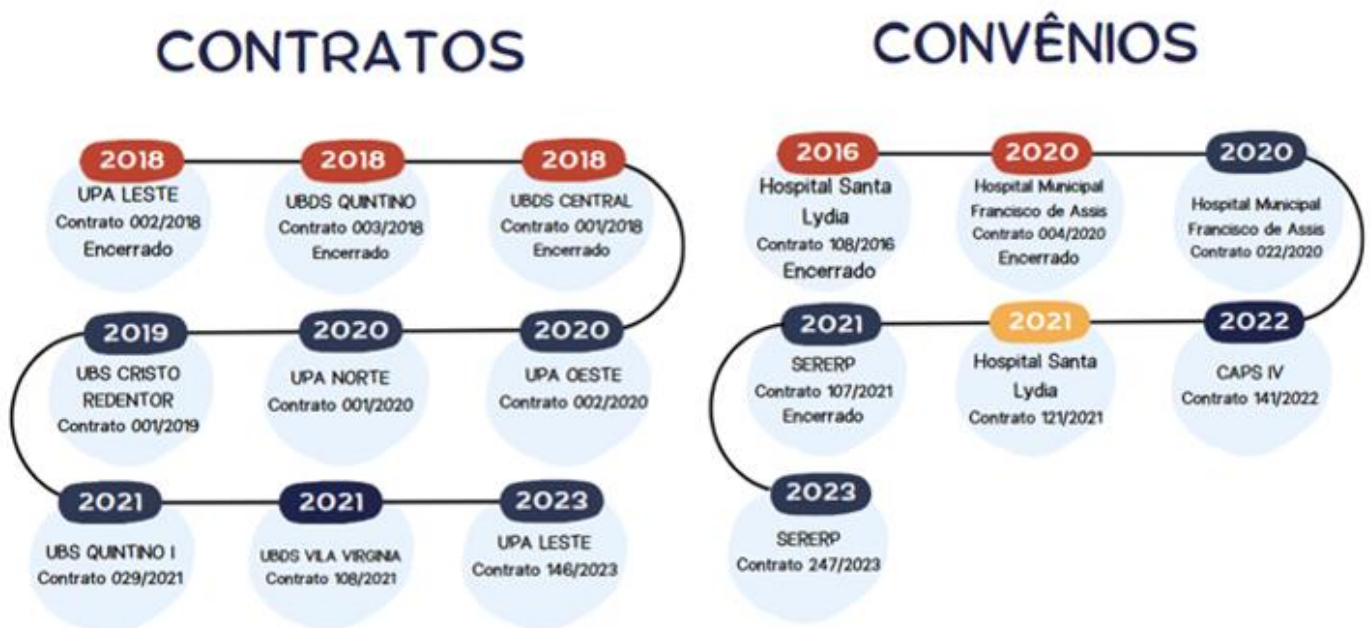 CONTRATOS
2018
UPA LESTE
Contrato 002/2018
Encerrado
2018
UBDS QUINTINO
Contrato 003/2018
Encerrado
2018
UBDS CENTRAL
Contrato 001/2018
Encerrado
2019
UBS CRISTO
REDENTOR
Contrato 001/2019
2020
UPA NORTE
Contrato 001/2020
2020
UPA OESTE
Contrato 002/2020
2021
UBS QUINTINO I
Contrato 029/2021
2021
UBDS VILA VIRGINIA
Contrato 108/2021
2023
UPA LESTE
Contrato 146/2023
CONVÊNIOS
2016
Hospital Santa
Lydia
Contrato 108/2016
Encerrado
2020
Hospital Municipal
Francisco de Assis
Contrato 004/2020
Encerrado
2020
Hospital Municipal
Francisco de Assis
Contrato 022/2020
2021
SERERP
Contrato 107/2021
Encerrado
2021
Hospital Santa
Lydia
Contrato 121/2021
2022
CAPS IV
Contrato 141/2022
2023
SERERP
Contrato 247/2023